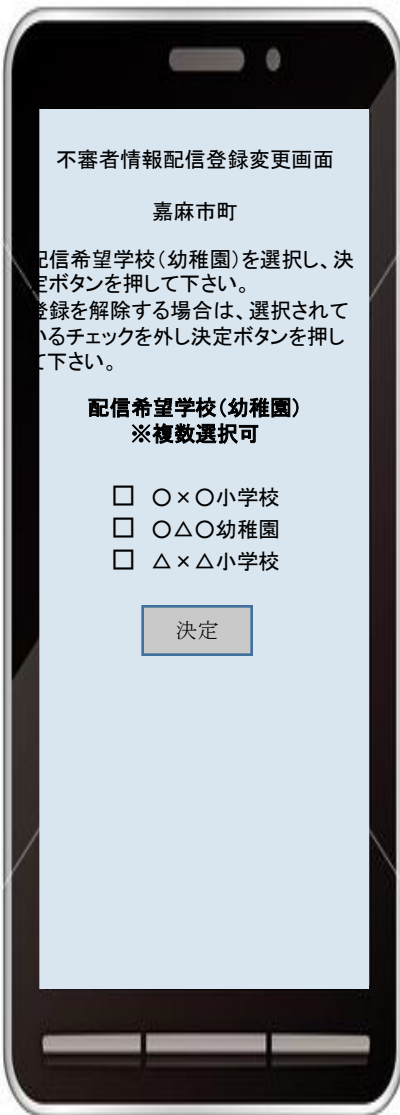 不審者情報配信登録変更画面
嘉麻市町
配信希望学校(幼稚園)を選択し、決
定ボタンを押して下さい。
登録を解除する場合は、選択されて
いるチェックを外し決定ボタンを押し
て下さい。
配信希望学校(幼稚園)
※複数選択可
□ ○×○小学校
□ ○△○幼稚園
□ △×△小学校
決定